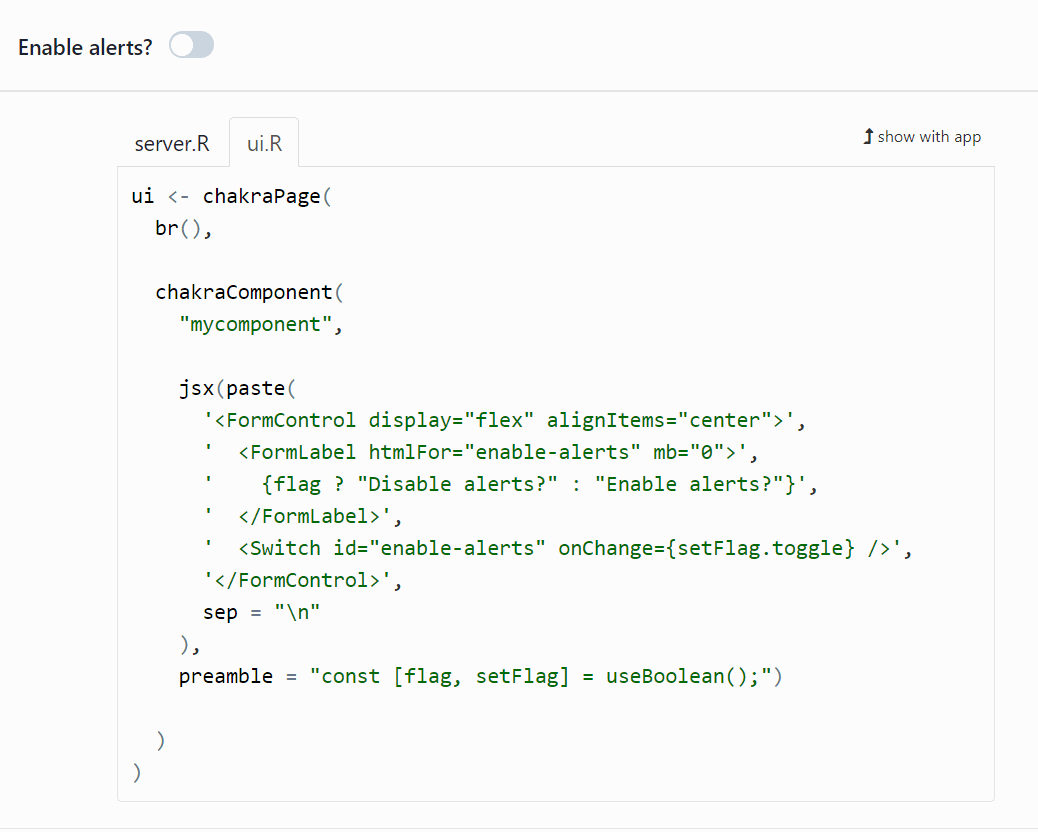 Enable alerts?
server.R
ui.R
show with app
ui <- chakraPage(
  br(),

  chakraComponent(
    "mycomponent",

    jsx(paste(
      '<FormControl display="flex" alignItems="center">',
      '  <FormLabel htmlFor="enable-alerts" mb="0">',
      '    {flag ? "Disable alerts?" : "Enable alerts?"}',
      '  </FormLabel>',
      '  <Switch id="enable-alerts" onChange={setFlag.toggle} />',
      '</FormControl>',
      sep = "\n"
    ),
    preamble = "const [flag, setFlag] = useBoolean();")

  )
)